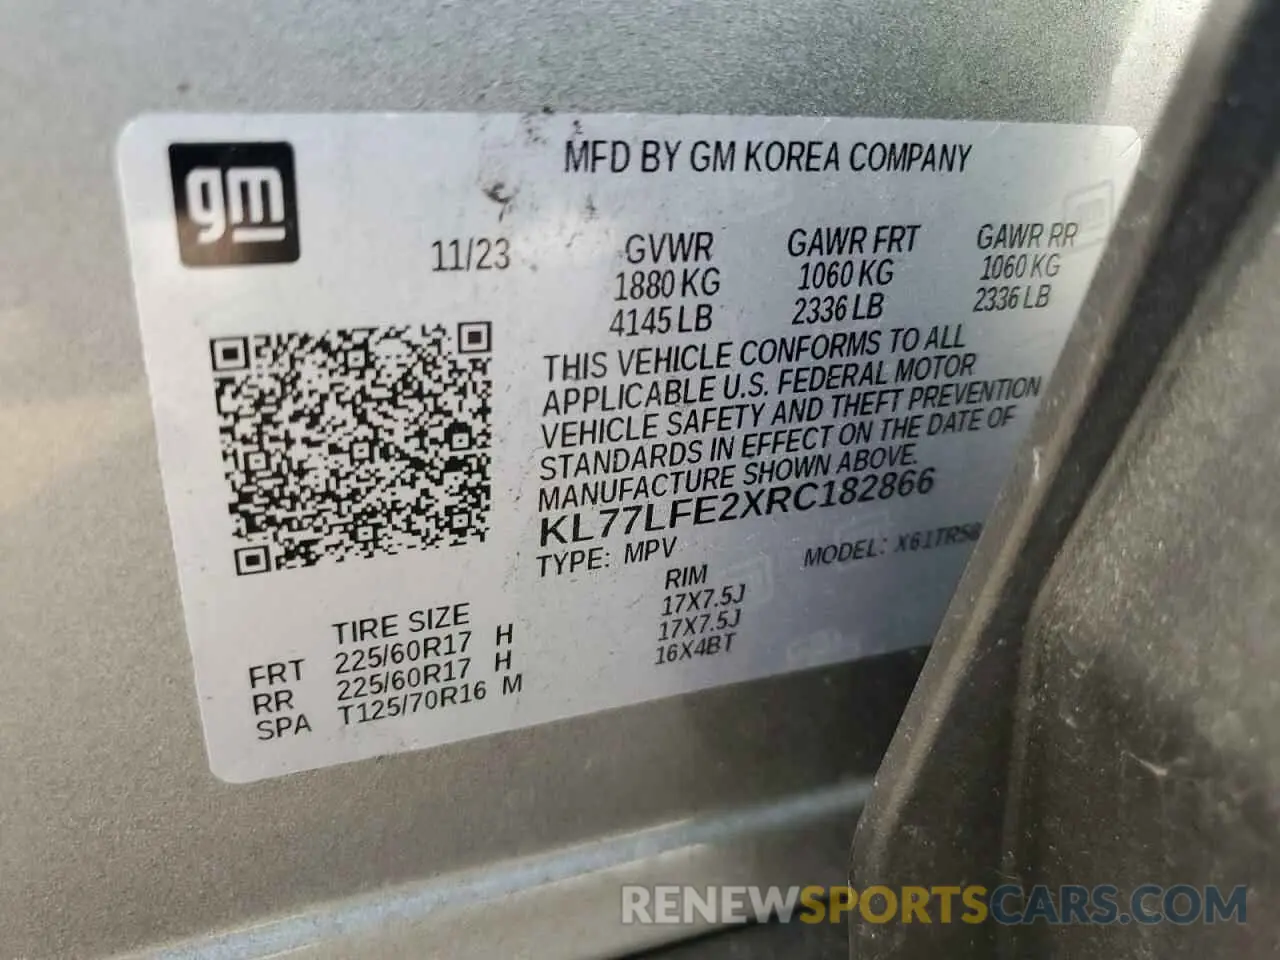 gm
MFD BY GM KOREA COMPANY
11/23
GVWR GAWR FRT GAWR RR
1880 KG 1060 KG 1060 KG
4145 LB 2336 LB 2336 LB
THIS VEHICLE CONFORMS TO ALL
APPLICABLE U.S. FEDERAL MOTOR
VEHICLE SAFETY AND THEFT PREVENTION
STANDARDS IN EFFECT ON THE DATE OF
MANUFACTURE SHOWN ABOVE.
KL77LFE2XRC182866
TYPE: MPV MODEL:
TIRE SIZE RIM
FRT 225/60R17 H 17X7.5J
RR 225/60R17 H 17X7.5J
SPA T125/70R16 M 16X4BT
RENEWSPORTSCARS.COM